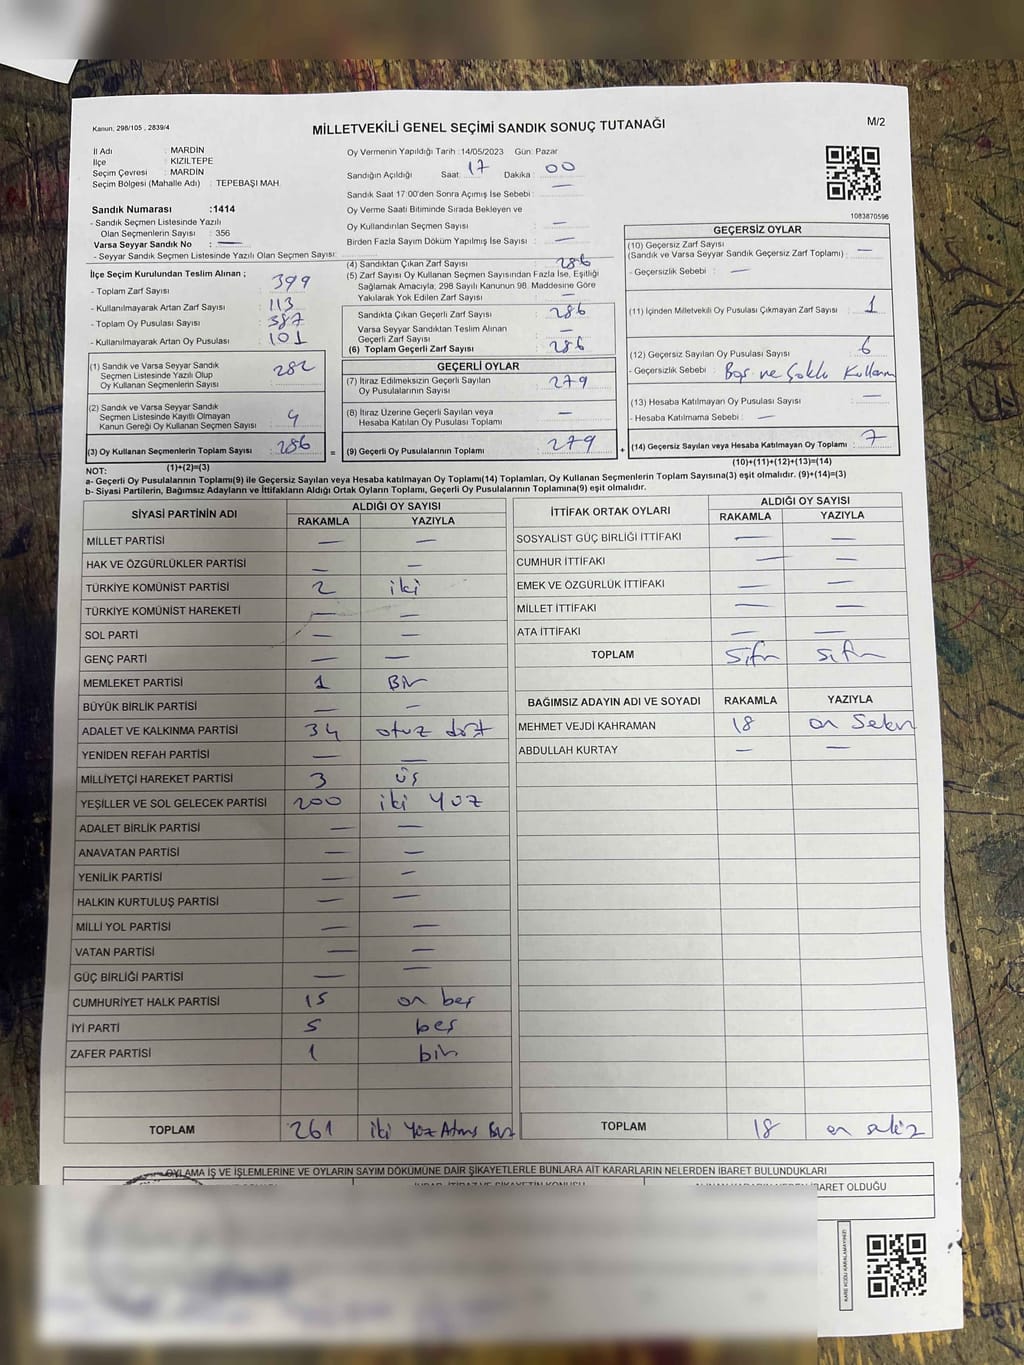 Kanun, 298/105 , 2839/4
MİLLETVEKİLİ GENEL SEÇİMİ SANDIK SONUÇ TUTANAĞI
M/2
İl Adı : MARDİN
İlçe : KIZILTEPE
Seçim Çevresi : MARDİN
Seçim Bölgesi (Mahalle Adı) : TEPEBAŞI MAH.
Sandık Numarası :1414
- Sandık Seçmen Listesinde Yazılı
Olan Seçmenlerin Sayısı : 356
Varsa Seyyar Sandık No : —
- Seyyar Sandık Seçmen Listesinde Yazılı Olan Seçmen Sayısı:
Oy Vermenin Yapıldığı Tarih :14/05/2023 Gün: Pazar
Sandığın Açıldığı Saat: 17 Dakika : 00
Sandık Saat 17:00'den Sonra Açılmış İse Sebebi : —
Oy Verme Saati Bitiminde Sırada Bekleyen ve
Oy Kullandırılan Seçmen Sayısı : —
Birden Fazla Sayım Döküm Yapılmış İse Sayısı : —
1083870596
İlçe Seçim Kurulundan Teslim Alınan ;
- Toplam Zarf Sayısı : 399
- Kullanılmayarak Artan Zarf Sayısı : 113
- Toplam Oy Pusulası Sayısı : 387
- Kullanılmayarak Artan Oy Pusulası : 101
(1) Sandık ve Varsa Seyyar Sandık
Seçmen Listesinde Yazılı Olup
Oy Kullanan Seçmenlerin Sayısı : 282
(2) Sandık ve Varsa Seyyar Sandık
Seçmen Listesinde Kayıtlı Olmayan
Kanun Gereği Oy Kullanan Seçmen Sayısı : 4
(3) Oy Kullanan Seçmenlerin Toplam Sayısı : 286
(1)+(2)=(3)
(4) Sandıktan Çıkan Zarf Sayısı : 286
(5) Zarf Sayısı Oy Kullanan Seçmen Sayısından Fazla İse, Eşitliği
Sağlamak Amacıyla, 298 Sayılı Kanunun 98. Maddesine Göre
Yakılarak Yok Edilen Zarf Sayısı : —
Sandıkta Çıkan Geçerli Zarf Sayısı : 286
Varsa Seyyar Sandıktan Teslim Alınan
Geçerli Zarf Sayısı : —
(6) Toplam Geçerli Zarf Sayısı : 286
GEÇERLİ OYLAR
(7) İtiraz Edilmeksizin Geçerli Sayılan
Oy Pusulalarının Sayısı : 279
(8) İtiraz Üzerine Geçerli Sayılan veya
Hesaba Katılan Oy Pusulası Toplamı : —
= (9) Geçerli Oy Pusulalarının Toplamı : 279 +
GEÇERSİZ OYLAR
(10) Geçersiz Zarf Sayısı
(Sandık ve Varsa Seyyar Sandık Geçersiz Zarf Toplamı) : —
- Geçersizlik Sebebi : —
(11) İçinden Milletvekili Oy Pusulası Çıkmayan Zarf Sayısı : 1
(12) Geçersiz Sayılan Oy Pusulası Sayısı : 6
- Geçersizlik Sebebi : Boş ve Çoklu Kullanım
(13) Hesaba Katılmayan Oy Pusulası Sayısı : —
- Hesaba Katılmama Sebebi : —
(14) Geçersiz Sayılan veya Hesaba Katılmayan Oy Toplamı : 7
(10)+(11)+(12)+(13)=(14)
NOT:
a- Geçerli Oy Pusulalarının Toplamı(9) ile Geçersiz Sayılan veya Hesaba Katılmayan Oy Toplamı(14) Toplamları, Oy Kullanan Seçmenlerin Toplam Sayısına(3) eşit olmalıdır. (9)+(14)=(3)
b- Siyasi Partilerin, Bağımsız Adayların ve İttifakların Aldığı Ortak Oyların Toplamı, Geçerli Oy Pusulalarının Toplamına(9) eşit olmalıdır.
SİYASİ PARTİNİN ADI ALDIĞI OY SAYISI
RAKAMLA YAZIYLA
MİLLET PARTİSİ — —
HAK VE ÖZGÜRLÜKLER PARTİSİ — —
TÜRKİYE KOMÜNİST PARTİSİ 2 iki
TÜRKİYE KOMÜNİST HAREKETİ — —
SOL PARTİ — —
GENÇ PARTİ — —
MEMLEKET PARTİSİ 1 Bir
BÜYÜK BİRLİK PARTİSİ — —
ADALET VE KALKINMA PARTİSİ 34 otuz dört
YENİDEN REFAH PARTİSİ — —
MİLLİYETÇİ HAREKET PARTİSİ 3 üç
YEŞİLLER VE SOL GELECEK PARTİSİ 200 iki yüz
ADALET BİRLİK PARTİSİ — —
ANAVATAN PARTİSİ — —
YENİLİK PARTİSİ — —
HALKIN KURTULUŞ PARTİSİ — —
MİLLİ YOL PARTİSİ — —
VATAN PARTİSİ — —
GÜÇ BİRLİĞİ PARTİSİ — —
CUMHURİYET HALK PARTİSİ 15 on beş
İYİ PARTİ 5 beş
ZAFER PARTİSİ 1 bir
TOPLAM 261 iki Yüz Atmış Bir
İTTİFAK ORTAK OYLARI ALDIĞI OY SAYISI
RAKAMLA YAZIYLA
SOSYALİST GÜÇ BİRLİĞİ İTTİFAKI — —
CUMHUR İTTİFAKI — —
EMEK VE ÖZGÜRLÜK İTTİFAKI — —
MİLLET İTTİFAKI — —
ATA İTTİFAKI — —
TOPLAM Sıfır sıfır
BAĞIMSIZ ADAYIN ADI VE SOYADI RAKAMLA YAZIYLA
MEHMET VEJDİ KAHRAMAN 18 on Sekiz
ABDULLAH KURTAY — —
TOPLAM 18 on sekiz
OYLAMA İŞ VE İŞLEMLERİNE VE OYLARIN SAYIM DÖKÜMÜNE DAİR ŞİKAYETLERLE BUNLARA AİT KARARLARIN NELERDEN İBARET BULUNDUKLARI
KARE KODU KARALAMAYINIZ!